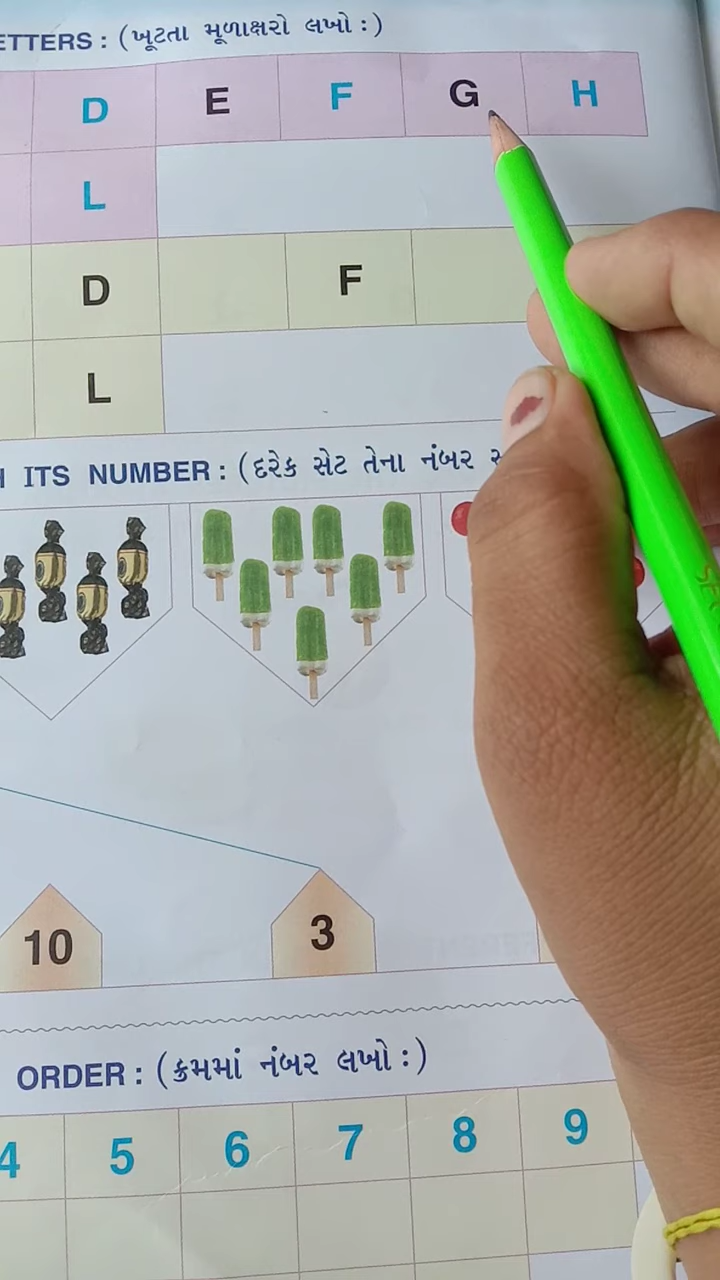 ETTERS : (ખૂટતા મૂળાક્ષરો લખો :)
D E F G H
L
D F
L
ITS NUMBER : (દરેક સેટ તેના નંબર
10 3
ORDER : (ક્રમમાં નંબર લખો :)
4 5 6 7 8 9